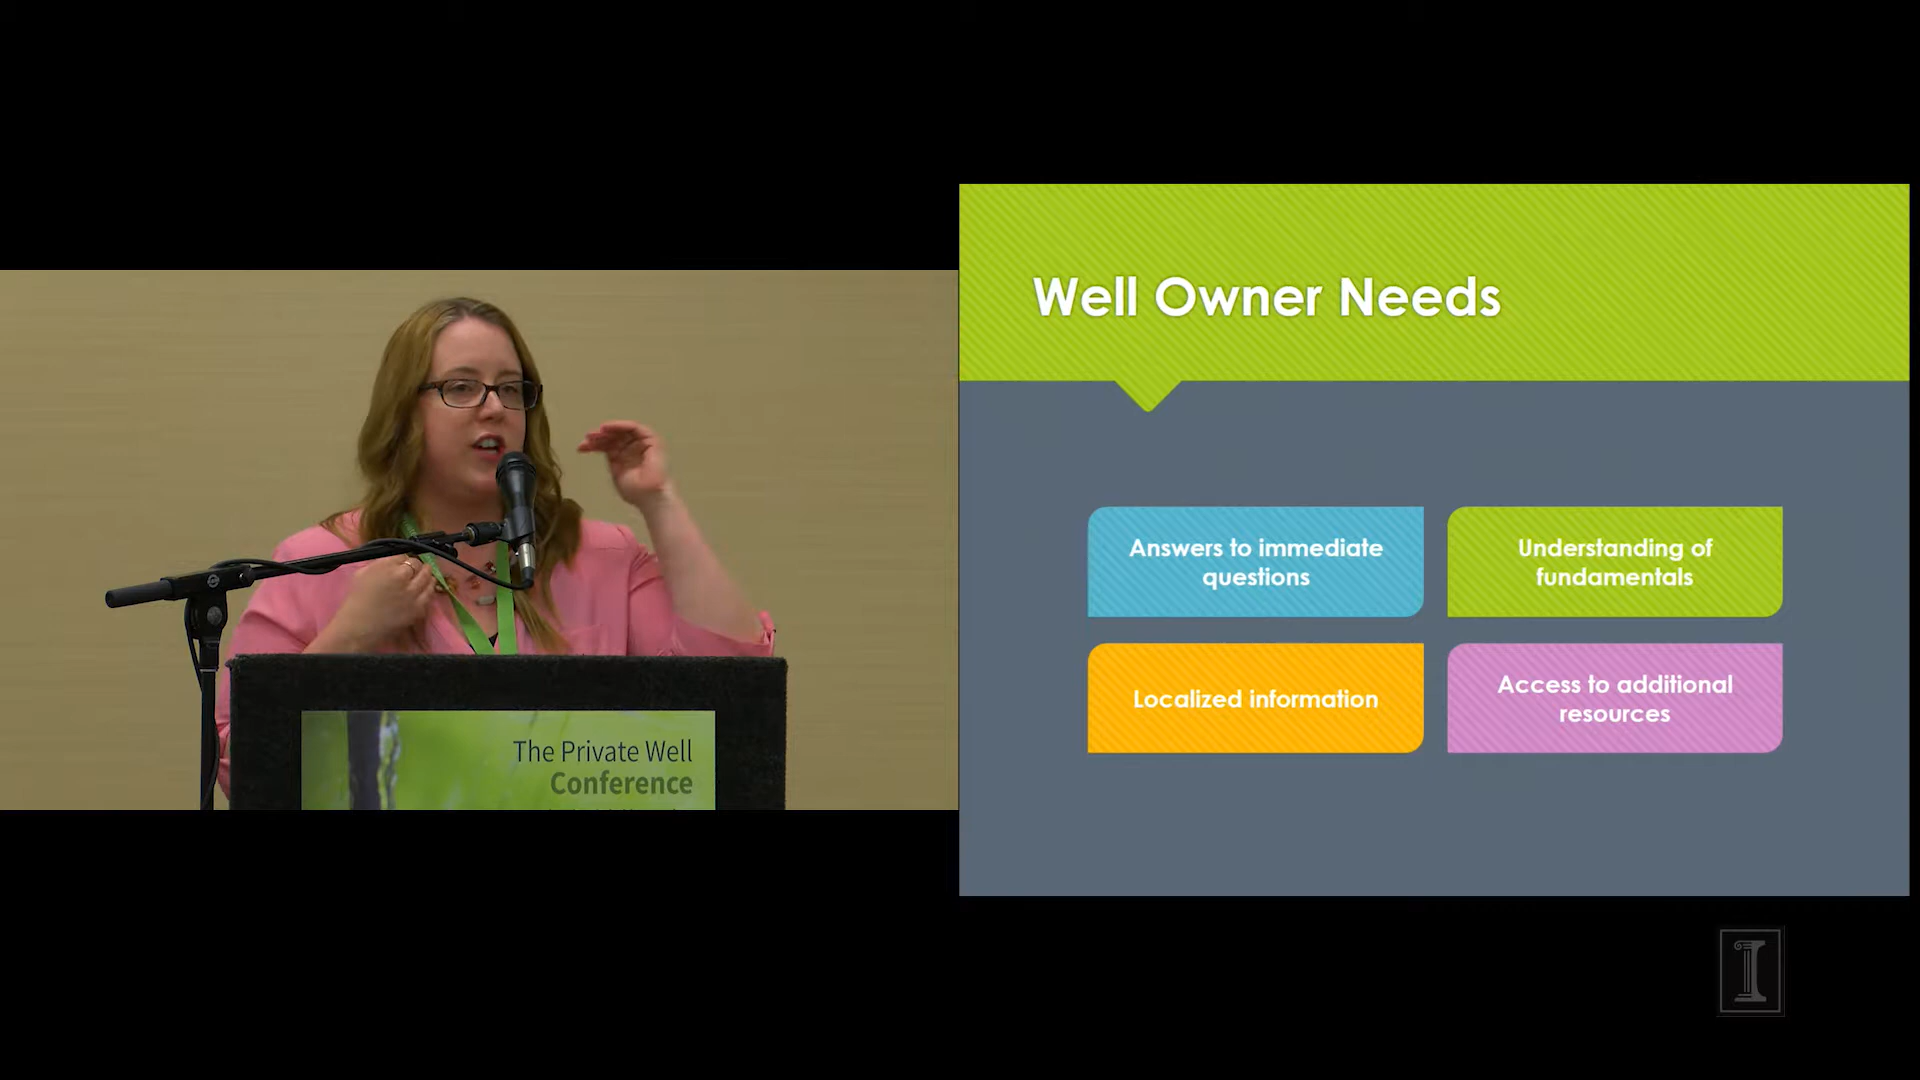 Well Owner Needs
Answers to immediate
questions
Understanding of
fundamentals
Localized information
Access to additional
resources
The Private Well
Conference